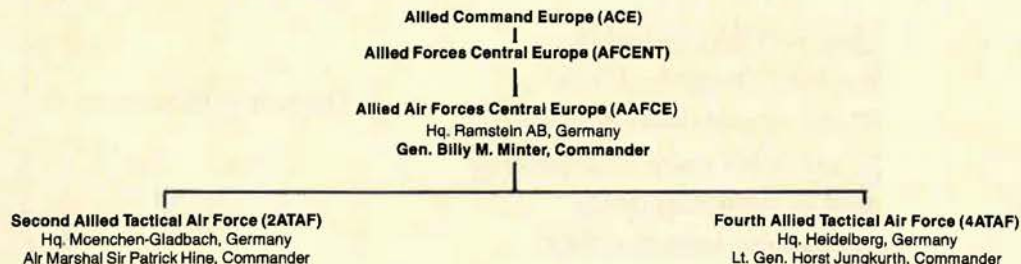 Allied Command Europe (ACE)
Allied Forces Central Europe (AFCENT)
Allied Air Forces Central Europe (AAFCE)
Hq. Ramstein AB, Germany
Gen. Billy M. Minter, Commander
Second Allied Tactical Air Force (2ATAF)
Hq. Moenchen-Gladbach, Germany
Air Marshal Sir Patrick Hine, Commander
Fourth Allied Tactical Air Force (4ATAF)
Hq. Heidelberg, Germany
Lt. Gen. Horst Jungkurth, Commander